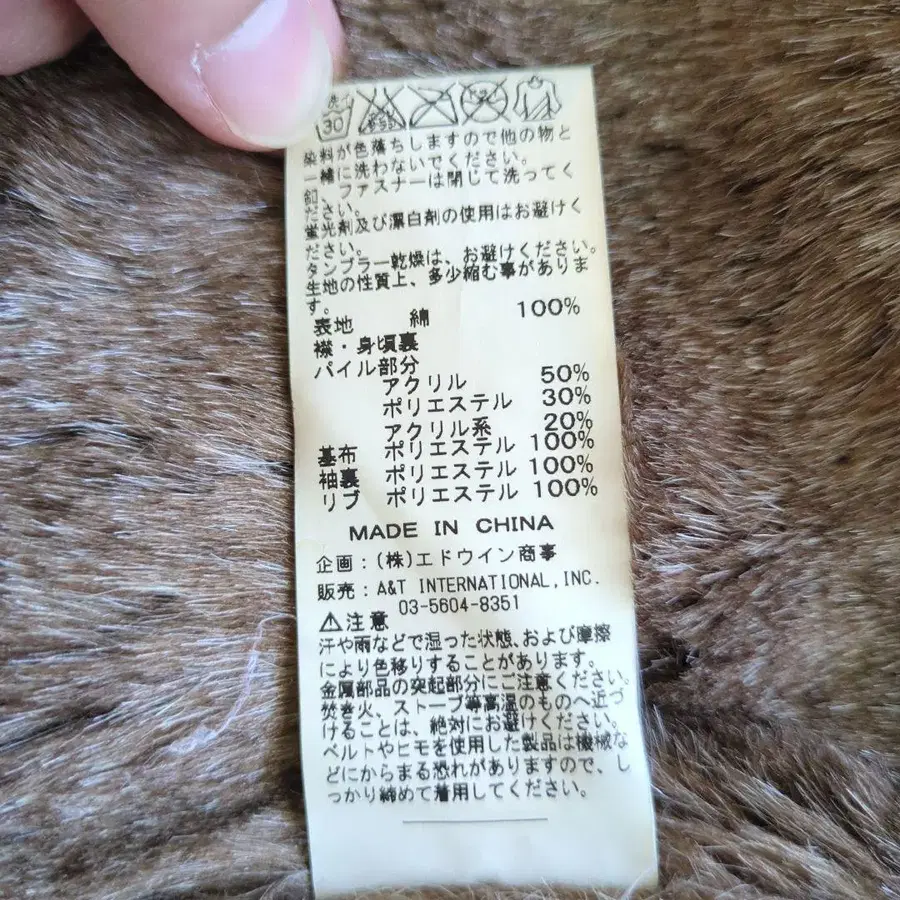 30
染料が色落ちしますので他の物と
一緒に洗わないでください。
釦、ファスナーは閉じて洗ってく
ださい。
蛍光剤及び漂白剤の使用はお避けく
ださい。
タンブラー乾燥は、お避けください。
生地の性質上、多少縮む事がありま
す。
表地 綿 100%
襟・身頃裏
パイル部分
アクリル 50%
ポリエステル 30%
アクリル系 20%
基布 ポリエステル 100%
袖裏 ポリエステル 100%
リブ ポリエステル 100%
MADE IN CHINA
企画:(株)エドウイン商事
販売:A&T INTERNATIONAL,INC.
03-5604-8351
⚠注意
汗や雨などで湿った状態、および摩擦
により色移りすることがあります。
金属部品の突起部分にご注意ください。
焚き火、ストーブ等高温のものへ近づ
けることは、絶対にお避けください。
ベルトやヒモを使用した製品は機械な
どにからまる恐れがありますので、し
っかり締めて着用してください。